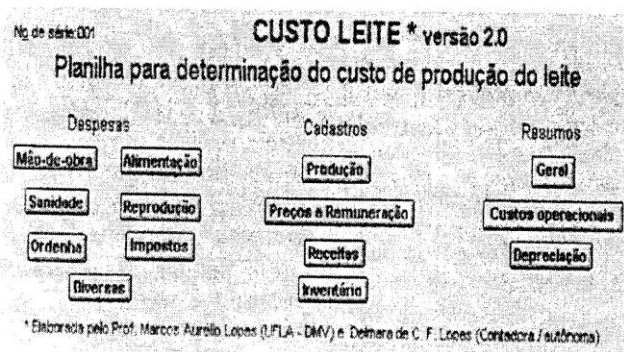 Nº de série:001
CUSTO LEITE * versão 2.0
Planilha para determinação do custo de produção do leite
Despesas
Mão-de-obra Alimentação
Sanidade Reprodução
Ordenha Impostos
Diversas
Cadastros
Produção
Preços e Remuneração
Receitas
Inventário
Resumos
Geral
Custos operacionais
Depreciação
* Elaborada pelo Prof. Marcos Aurelio Lopes (UFLA - DMV) e Delmara de C. F. Lopes (Contadora / autônoma)